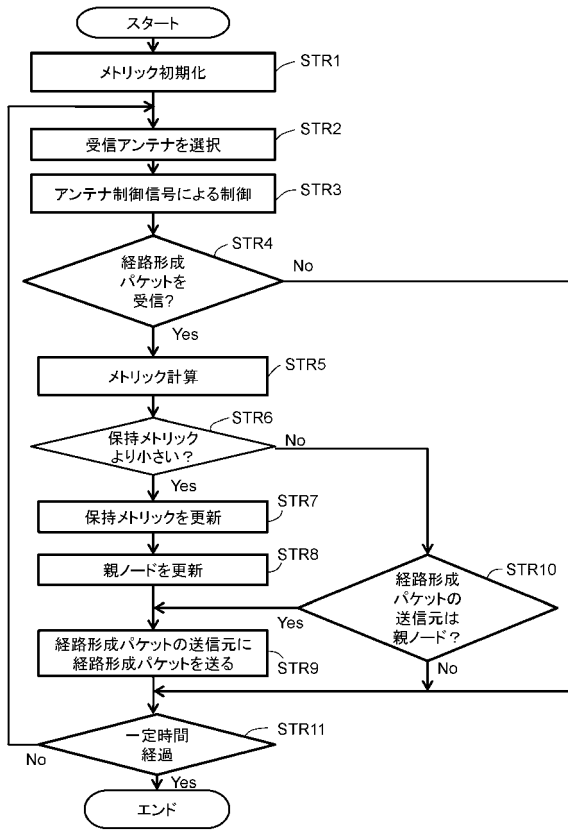 スタート
メトリック初期化
STR1
受信アンテナを選択
STR2
アンテナ制御信号による制御
STR3
経路形成
パケットを
受信?
STR4
No
Yes
メトリック計算
STR5
保持メトリック
より小さい?
STR6
No
Yes
保持メトリックを更新
STR7
親ノードを更新
STR8
経路形成
パケットの
送信元は
親ノード?
STR10
Yes
No
経路形成パケットの送信元に
経路形成パケットを送る
STR9
一定時間
経過
STR11
No
Yes
エンド